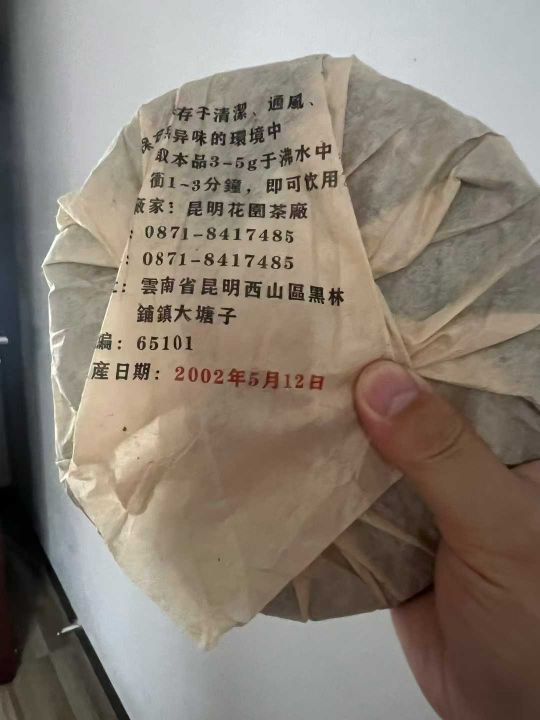 存于清潔、通風、
异味的環境中
取本品3-5g于沸水中
衝1~3分鐘，即可饮用
廠家：昆明花園茶廠
：0871-8417485
：0871-8417485
：雲南省昆明西山區黑林
鋪鎮大塘子
編：65101
産日期：2002年5月12日